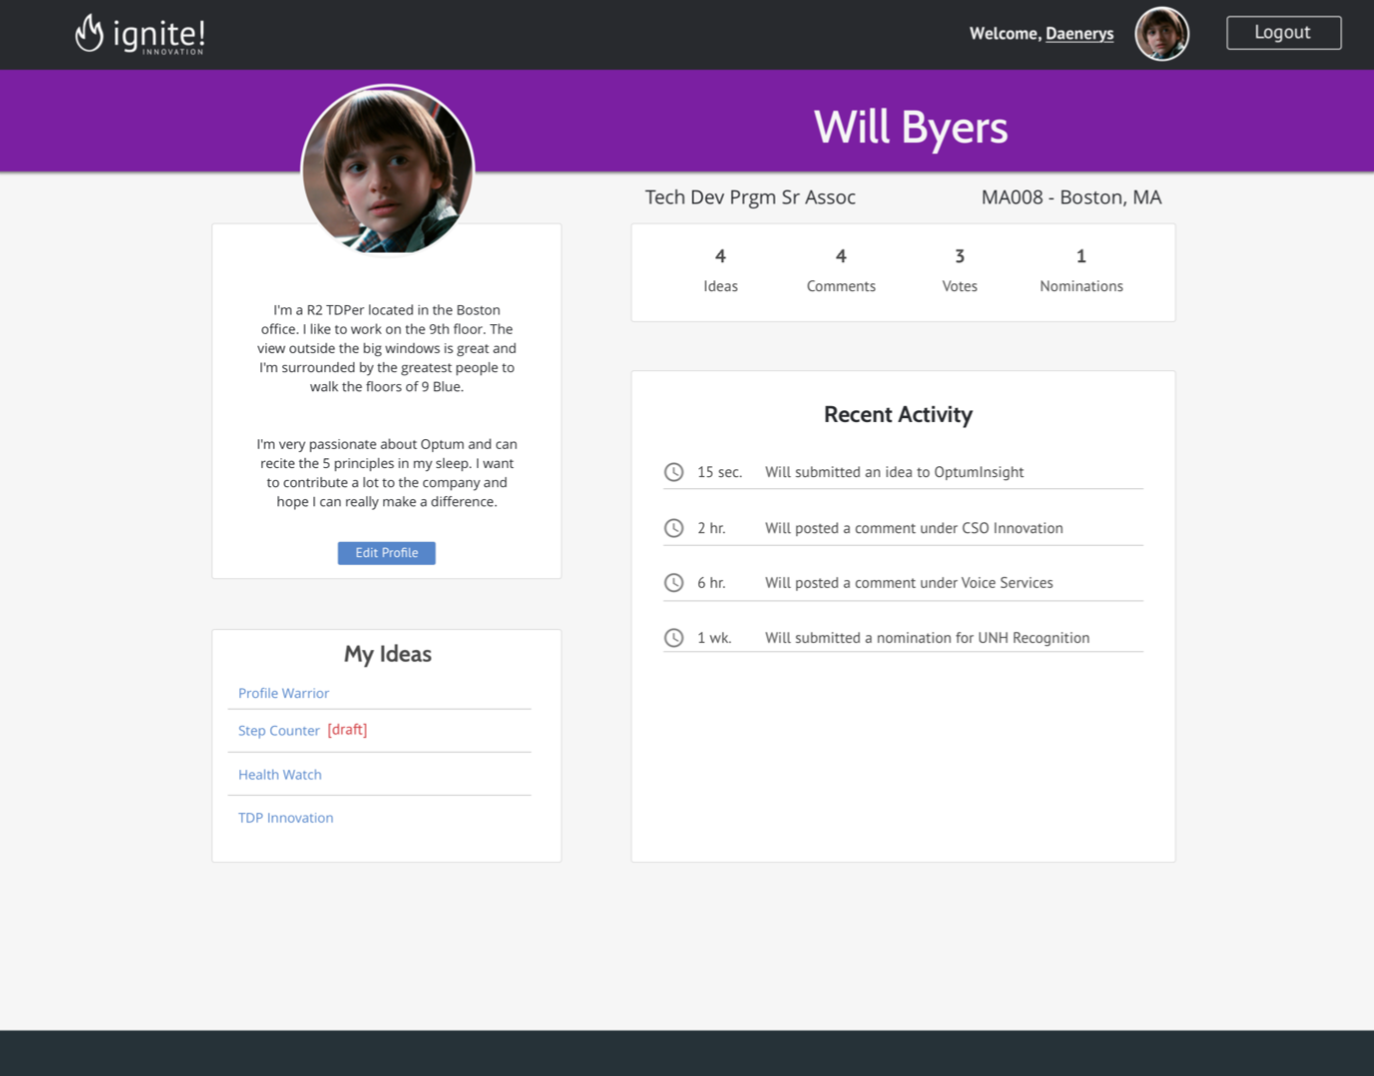 ignite!
INNOVATION
Welcome, Daenerys
Logout
Will Byers
Tech Dev Prgm Sr Assoc
MA008 - Boston, MA
I'm a R2 TDPer located in the Boston
office. I like to work on the 9th floor. The
view outside the big windows is great and
I'm surrounded by the greatest people to
walk the floors of 9 Blue.
I'm very passionate about Optum and can
recite the 5 principles in my sleep. I want
to contribute a lot to the company and
hope I can really make a difference.
Edit Profile
My Ideas
Profile Warrior
Step Counter [draft]
Health Watch
TDP Innovation
4 4 3 1
Ideas Comments Votes Nominations
Recent Activity
15 sec. Will submitted an idea to OptumInsight
2 hr. Will posted a comment under CSO Innovation
6 hr. Will posted a comment under Voice Services
1 wk. Will submitted a nomination for UNH Recognition